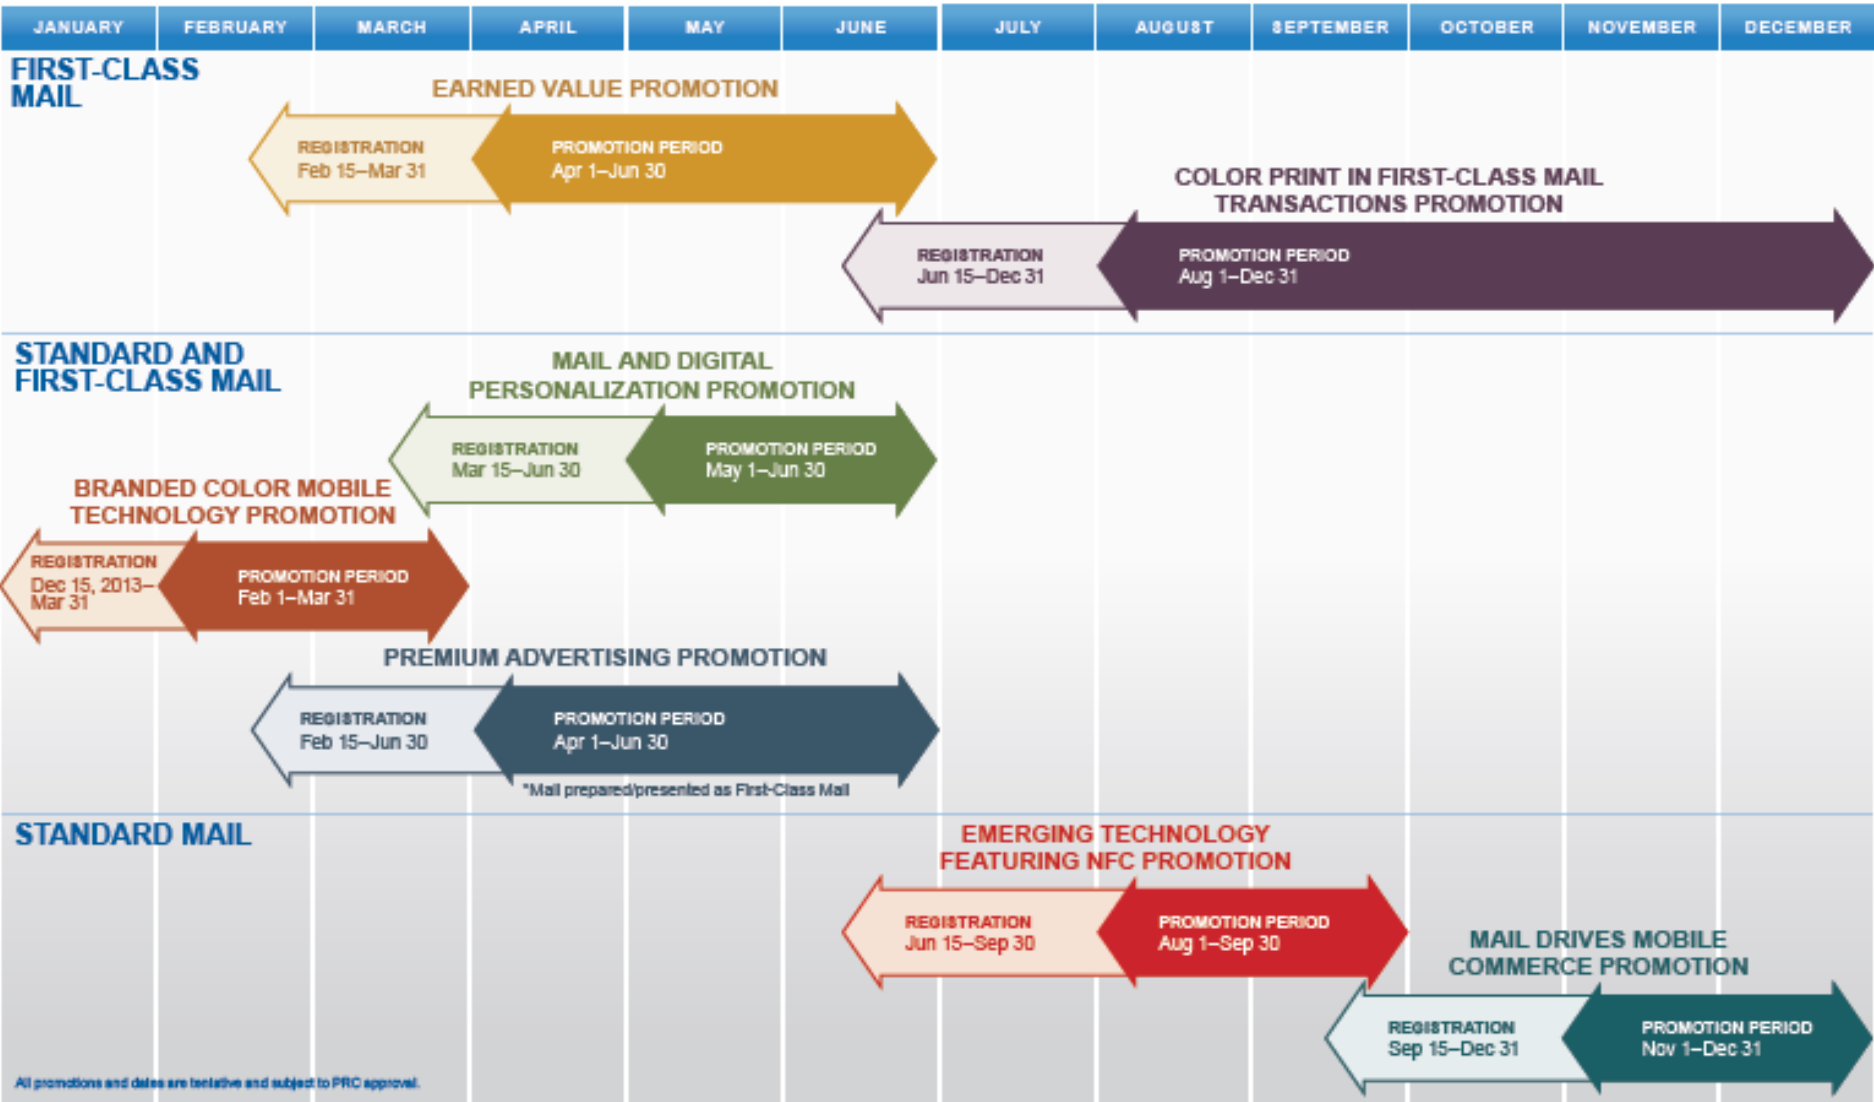 JANUARY FEBRUARY MARCH APRIL MAY JUNE JULY AUGUST SEPTEMBER OCTOBER NOVEMBER DECEMBER
FIRST-CLASS
MAIL
EARNED VALUE PROMOTION
REGISTRATION
Feb 15–Mar 31
PROMOTION PERIOD
Apr 1–Jun 30
COLOR PRINT IN FIRST-CLASS MAIL
TRANSACTIONS PROMOTION
REGISTRATION
Jun 15–Dec 31
PROMOTION PERIOD
Aug 1–Dec 31
STANDARD AND
FIRST-CLASS MAIL
MAIL AND DIGITAL
PERSONALIZATION PROMOTION
REGISTRATION
Mar 15–Jun 30
PROMOTION PERIOD
May 1–Jun 30
BRANDED COLOR MOBILE
TECHNOLOGY PROMOTION
REGISTRATION
Dec 15, 2013–
Mar 31
PROMOTION PERIOD
Feb 1–Mar 31
PREMIUM ADVERTISING PROMOTION
REGISTRATION
Feb 15–Jun 30
PROMOTION PERIOD
Apr 1–Jun 30
*Mail prepared/presented as First-Class Mail
STANDARD MAIL
EMERGING TECHNOLOGY
FEATURING NFC PROMOTION
REGISTRATION
Jun 15–Sep 30
PROMOTION PERIOD
Aug 1–Sep 30
MAIL DRIVES MOBILE
COMMERCE PROMOTION
REGISTRATION
Sep 15–Dec 31
PROMOTION PERIOD
Nov 1–Dec 31
All promotions and dates are tentative and subject to PRC approval.